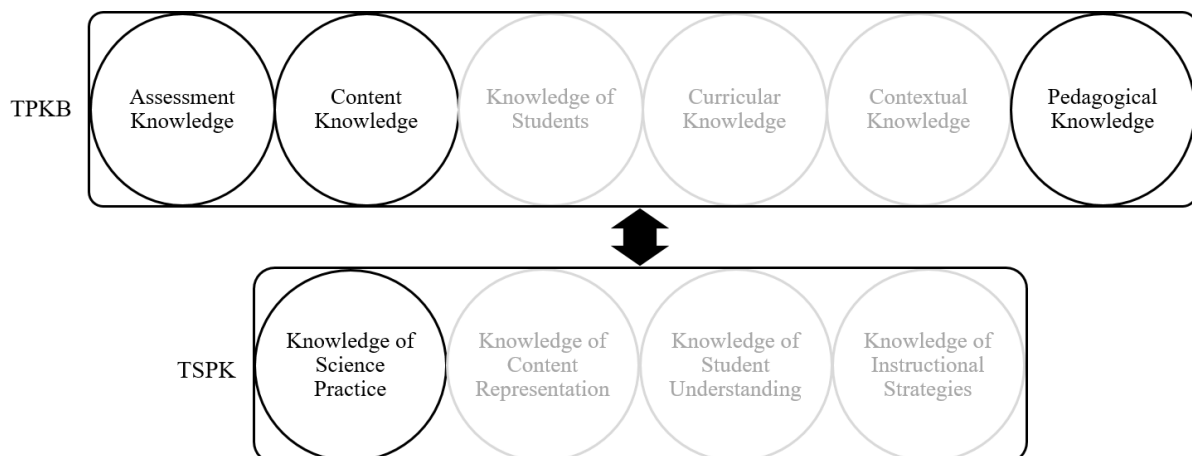 TPKB
Assessment
Knowledge
Content
Knowledge
Knowledge of
Students
Curricular
Knowledge
Contextual
Knowledge
Pedagogical
Knowledge
TSPK
Knowledge of
Science
Practice
Knowledge of
Content
Representation
Knowledge of
Student
Understanding
Knowledge of
Instructional
Strategies